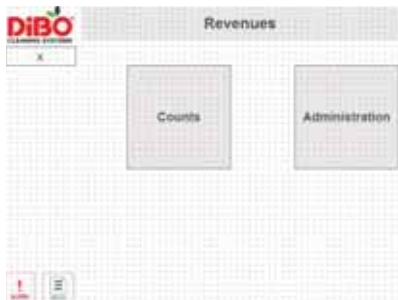 DiBO
CLEANING SYSTEMS
Revenues
X
Counts
Administration
!